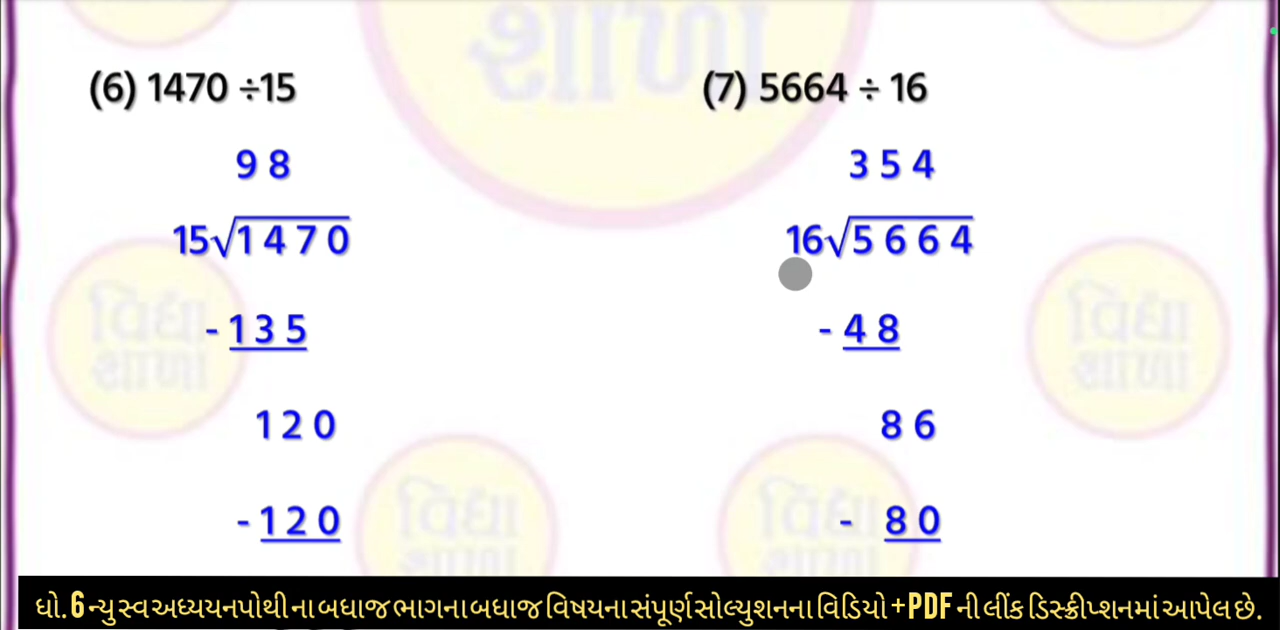 શાળા
(6) 1470 ÷15
(7) 5664 ÷ 16
9 8
3 5 4
15√1 4 7 0
16√5 6 6 4
વિદ્યા
શાળા
વિદ્યા
શાળા
- 1 3 5
- 4 8
1 2 0
8 6
વિદ્યા
શાળા
વિદ્યા
શાળા
- 1 2 0
- 8 0
ધો. 6 ન્યુ સ્વઅધ્યયનપોથી ના બધાજ ભાગના બધાજ વિષયના સંપૂર્ણ સોલ્યુશનના વિડિયો + PDF ની લીંક ડિસ્ક્રીપ્શનમાં આપેલ છે.